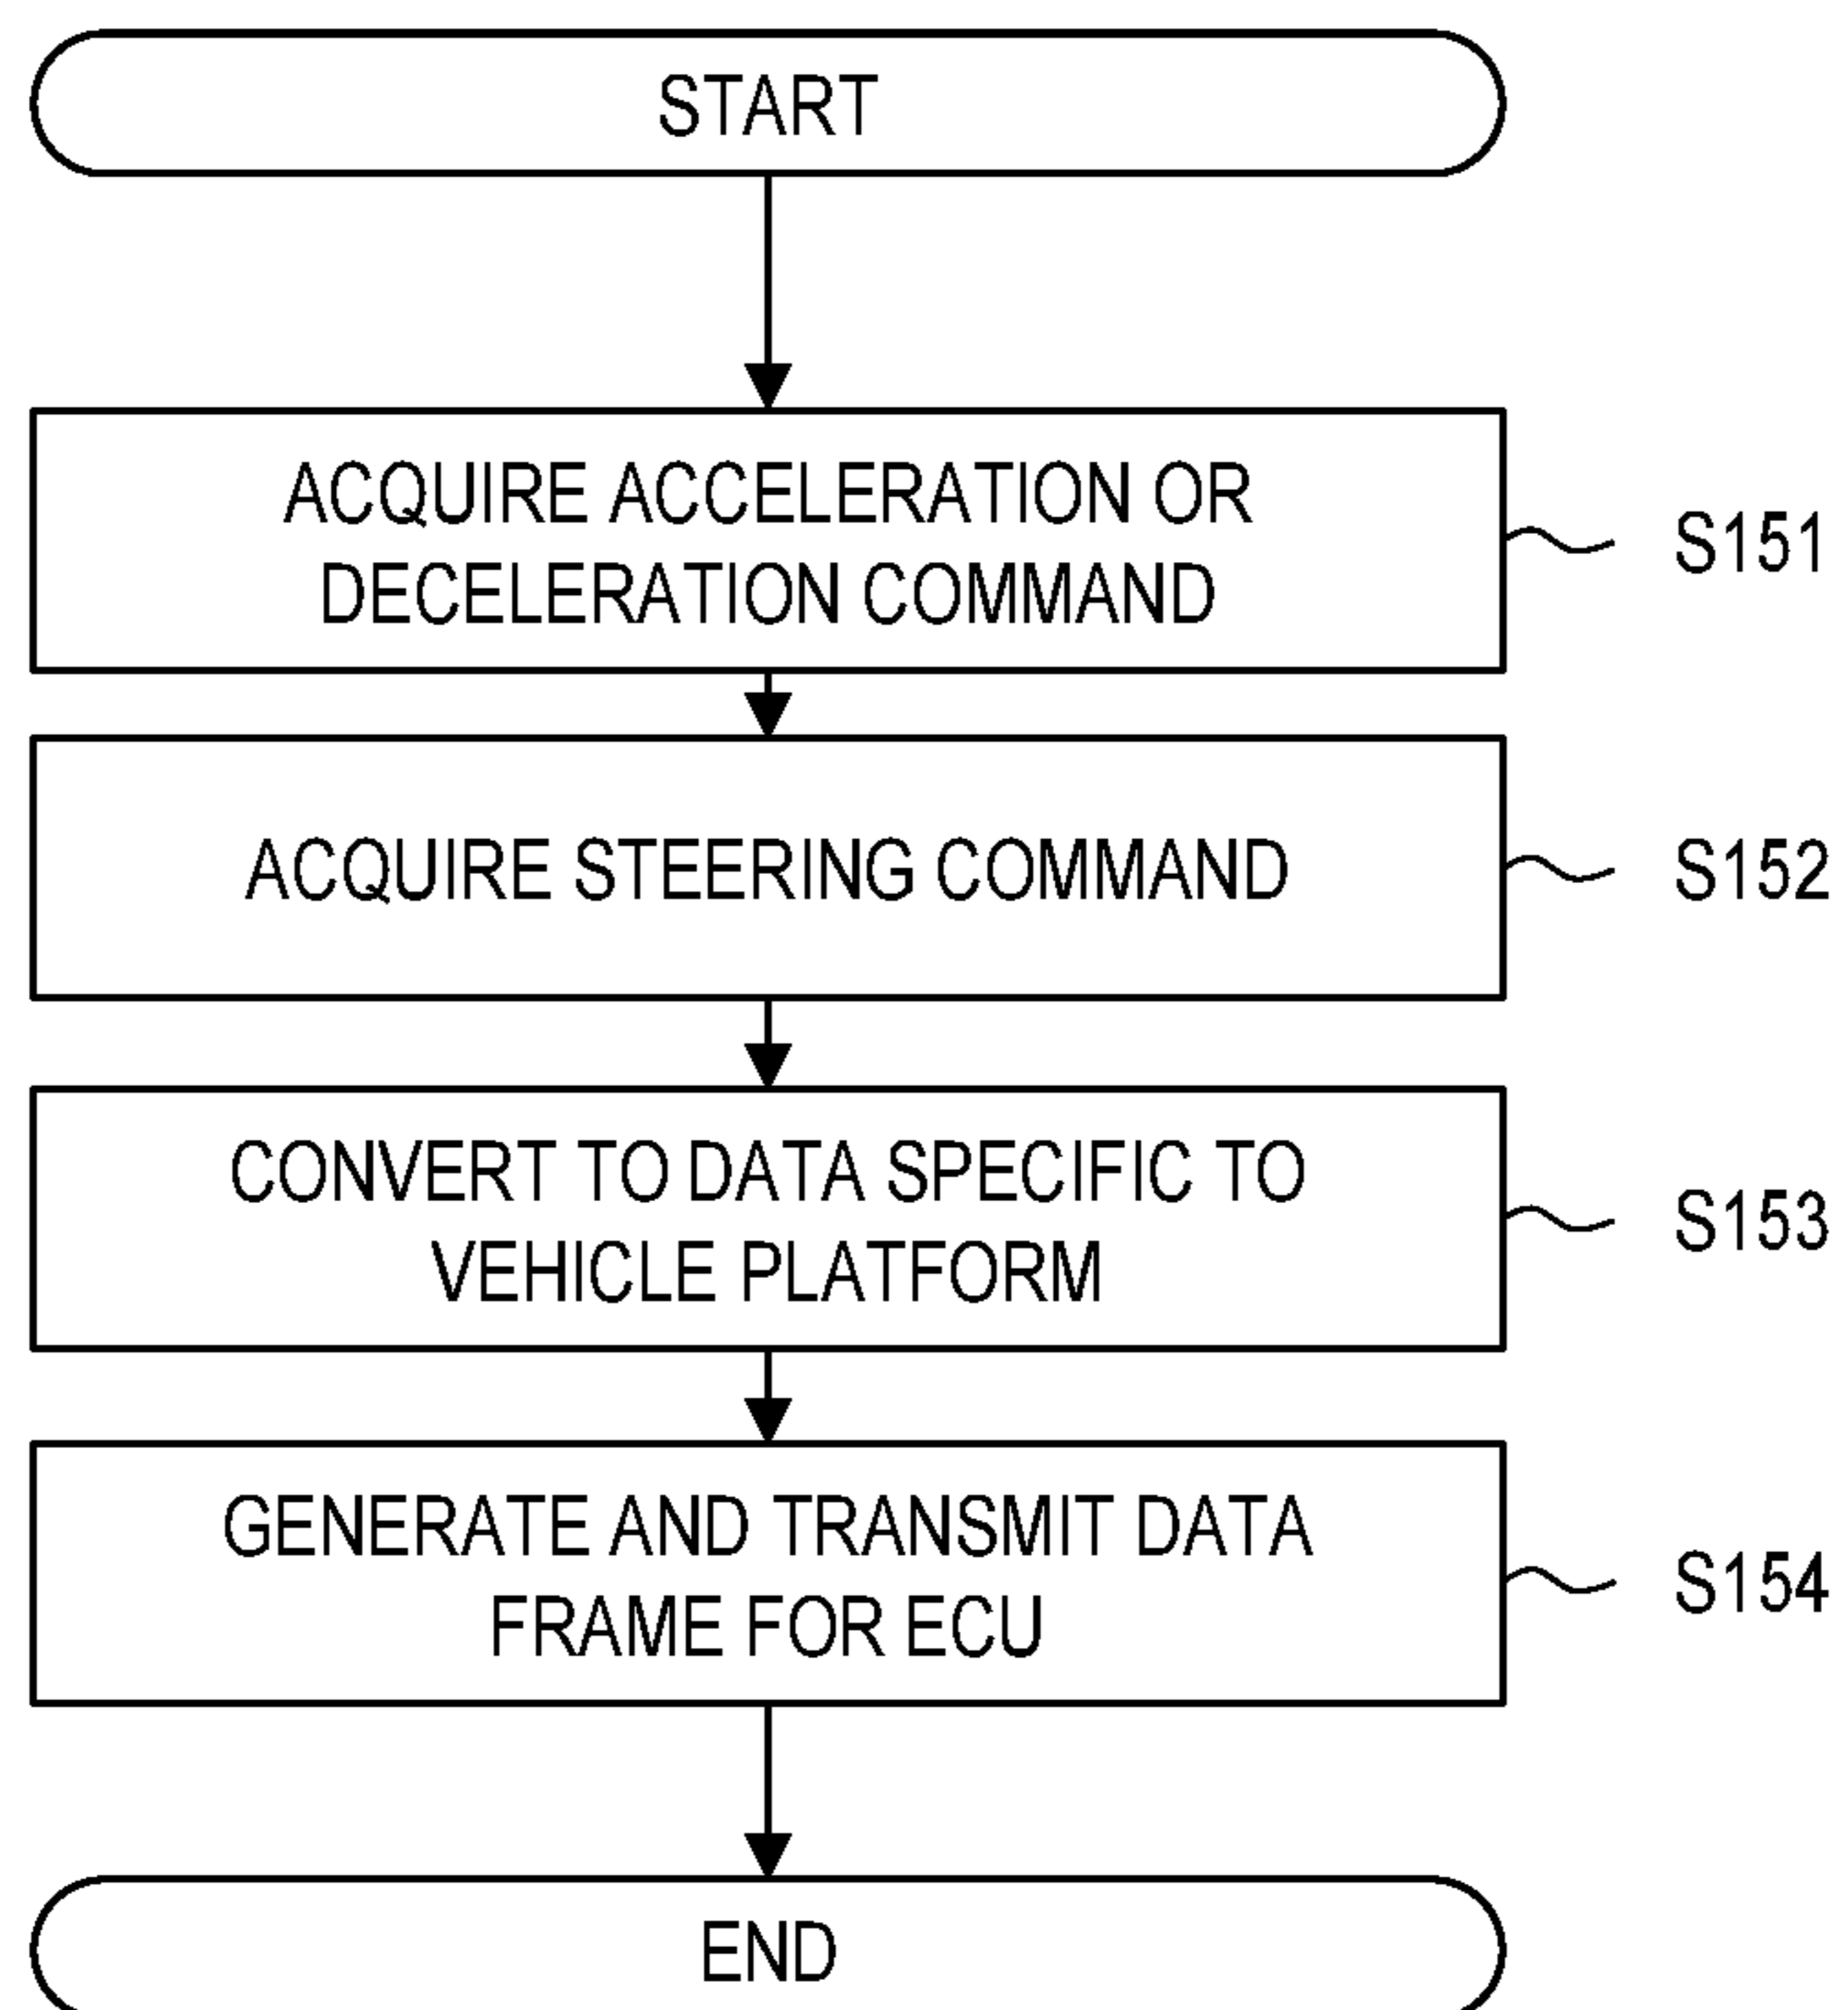 START
ACQUIRE ACCELERATION OR
DECELERATION COMMAND
S151
ACQUIRE STEERING COMMAND
S152
CONVERT TO DATA SPECIFIC TO
VEHICLE PLATFORM
S153
GENERATE AND TRANSMIT DATA
FRAME FOR ECU
S154
END